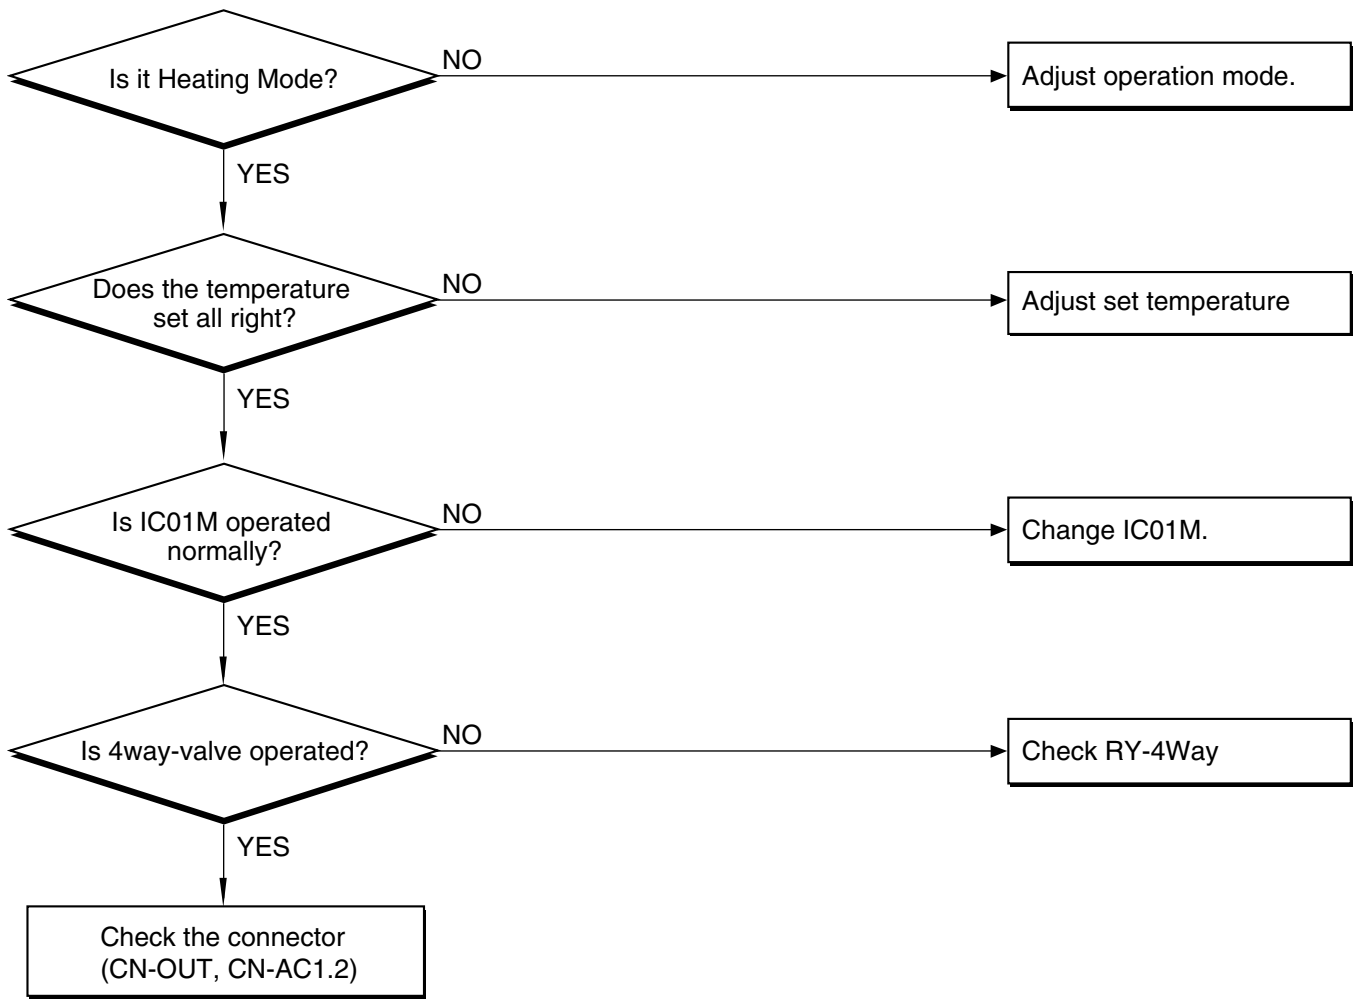 Is it Heating Mode?
NO
Adjust operation mode.
YES
Does the temperature
set all right?
NO
Adjust set temperature
YES
Is IC01M operated
normally?
NO
Change IC01M.
YES
Is 4way-valve operated?
NO
Check RY-4Way
YES
Check the connector
(CN-OUT, CN-AC1.2)